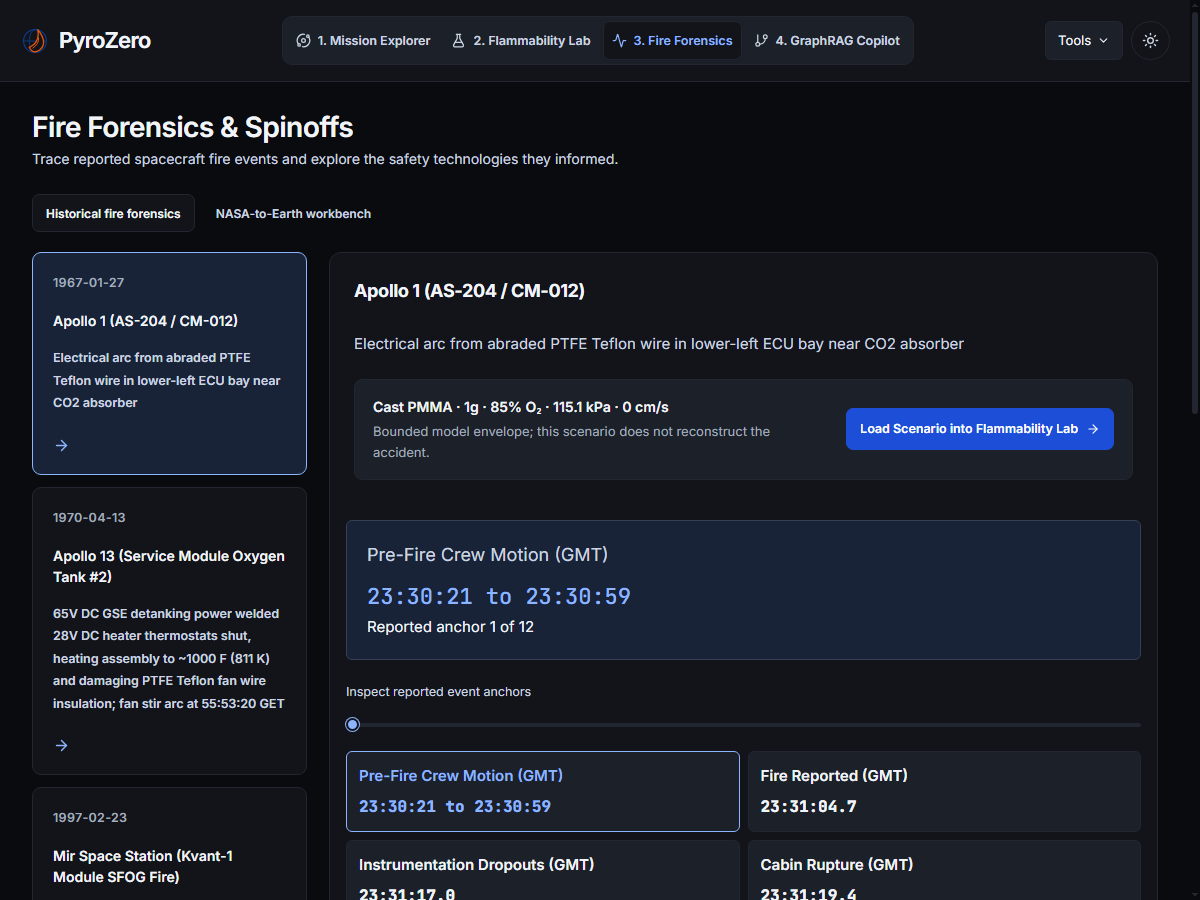 PyroZero
1. Mission Explorer
2. Flammability Lab
3. Fire Forensics
4. GraphRAG Copilot
Tools
Fire Forensics & Spinoffs
Trace reported spacecraft fire events and explore the safety technologies they informed.
Historical fire forensics
NASA-to-Earth workbench
1967-01-27
Apollo 1 (AS-204 / CM-012)
Electrical arc from abraded PTFE
Teflon wire in lower-left ECU bay near
CO2 absorber
1970-04-13
Apollo 13 (Service Module Oxygen
Tank #2)
65V DC GSE detanking power welded
28V DC heater thermostats shut,
heating assembly to ~1000 F (811 K)
and damaging PTFE Teflon fan wire
insulation; fan stir arc at 55:53:20 GET
1997-02-23
Mir Space Station (Kvant-1
Module SFOG Fire)
Apollo 1 (AS-204 / CM-012)
Electrical arc from abraded PTFE Teflon wire in lower-left ECU bay near CO2 absorber
Cast PMMA · 1g · 85% O₂ · 115.1 kPa · 0 cm/s
Bounded model envelope; this scenario does not reconstruct the
accident.
Load Scenario into Flammability Lab
Pre-Fire Crew Motion (GMT)
23:30:21 to 23:30:59
Reported anchor 1 of 12
Inspect reported event anchors
Pre-Fire Crew Motion (GMT)
23:30:21 to 23:30:59
Fire Reported (GMT)
23:31:04.7
Instrumentation Dropouts (GMT)
23:31:17.0
Cabin Rupture (GMT)
23:31:19.4